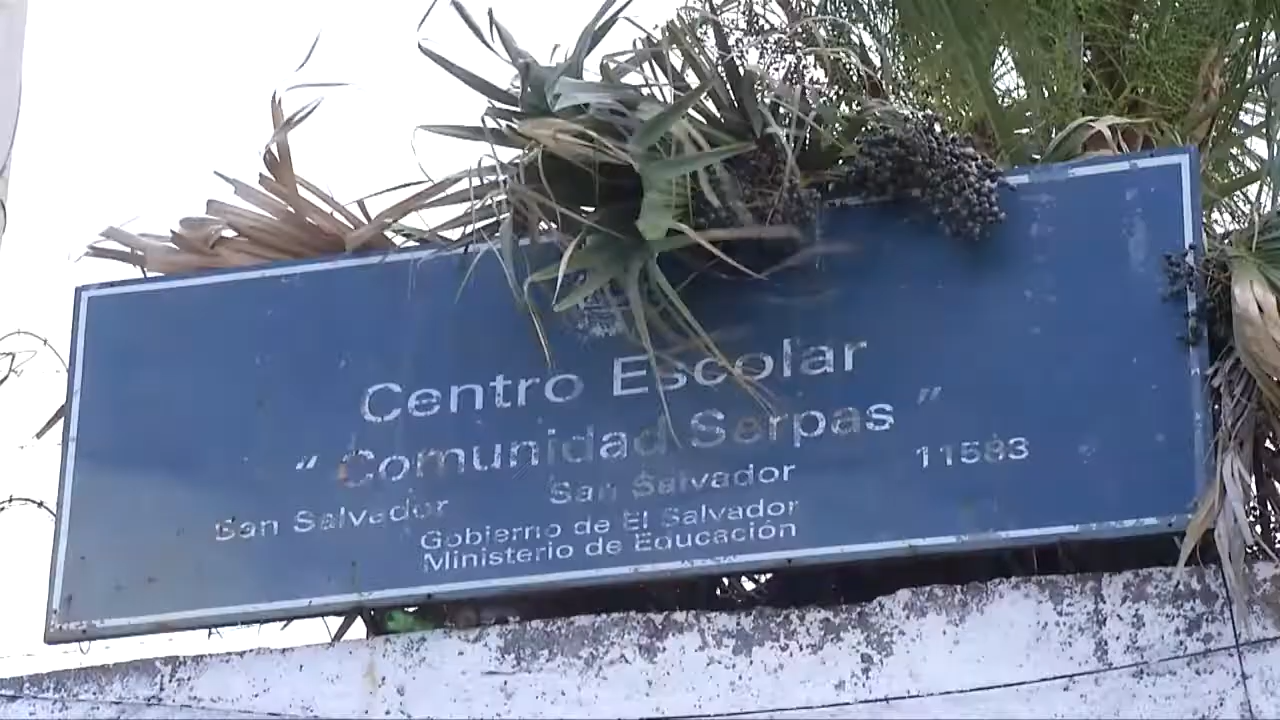 Centro Escolar
“ Comunidad Serpas ”
San Salvador San Salvador 11583
Gobierno de El Salvador
Ministerio de Educación